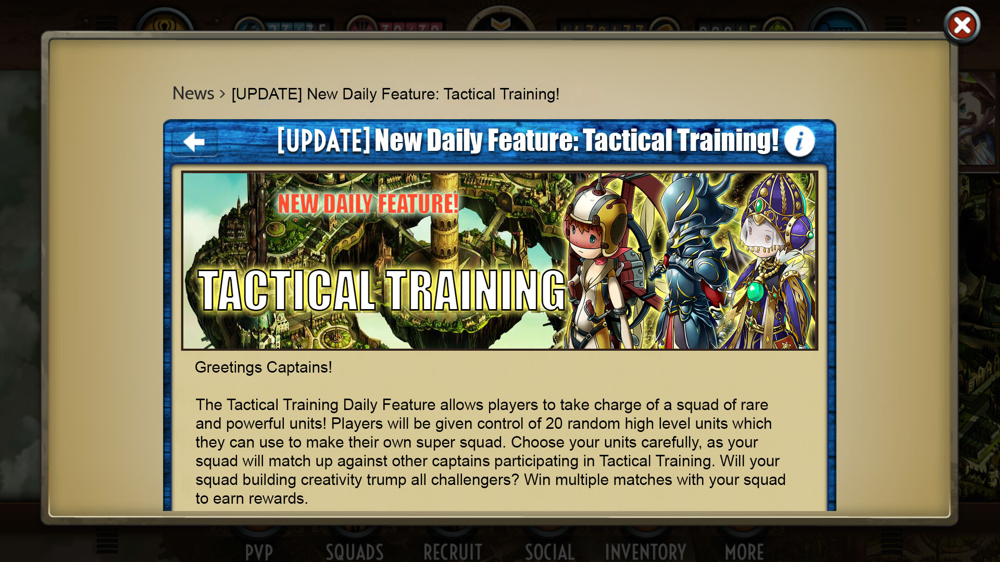 News › [UPDATE] New Daily Feature: Tactical Training!
[UPDATE] New Daily Feature: Tactical Training!
NEW DAILY FEATURE!
TACTICAL TRAINING
Greetings Captains!
The Tactical Training Daily Feature allows players to take charge of a squad of rare
and powerful units! Players will be given control of 20 random high level units which
they can use to make their own super squad. Choose your units carefully, as your
squad will match up against other captains participating in Tactical Training. Will your
squad building creativity trump all challengers? Win multiple matches with your squad
to earn rewards.
PVP SQUADS RECRUIT SOCIAL INVENTORY MORE